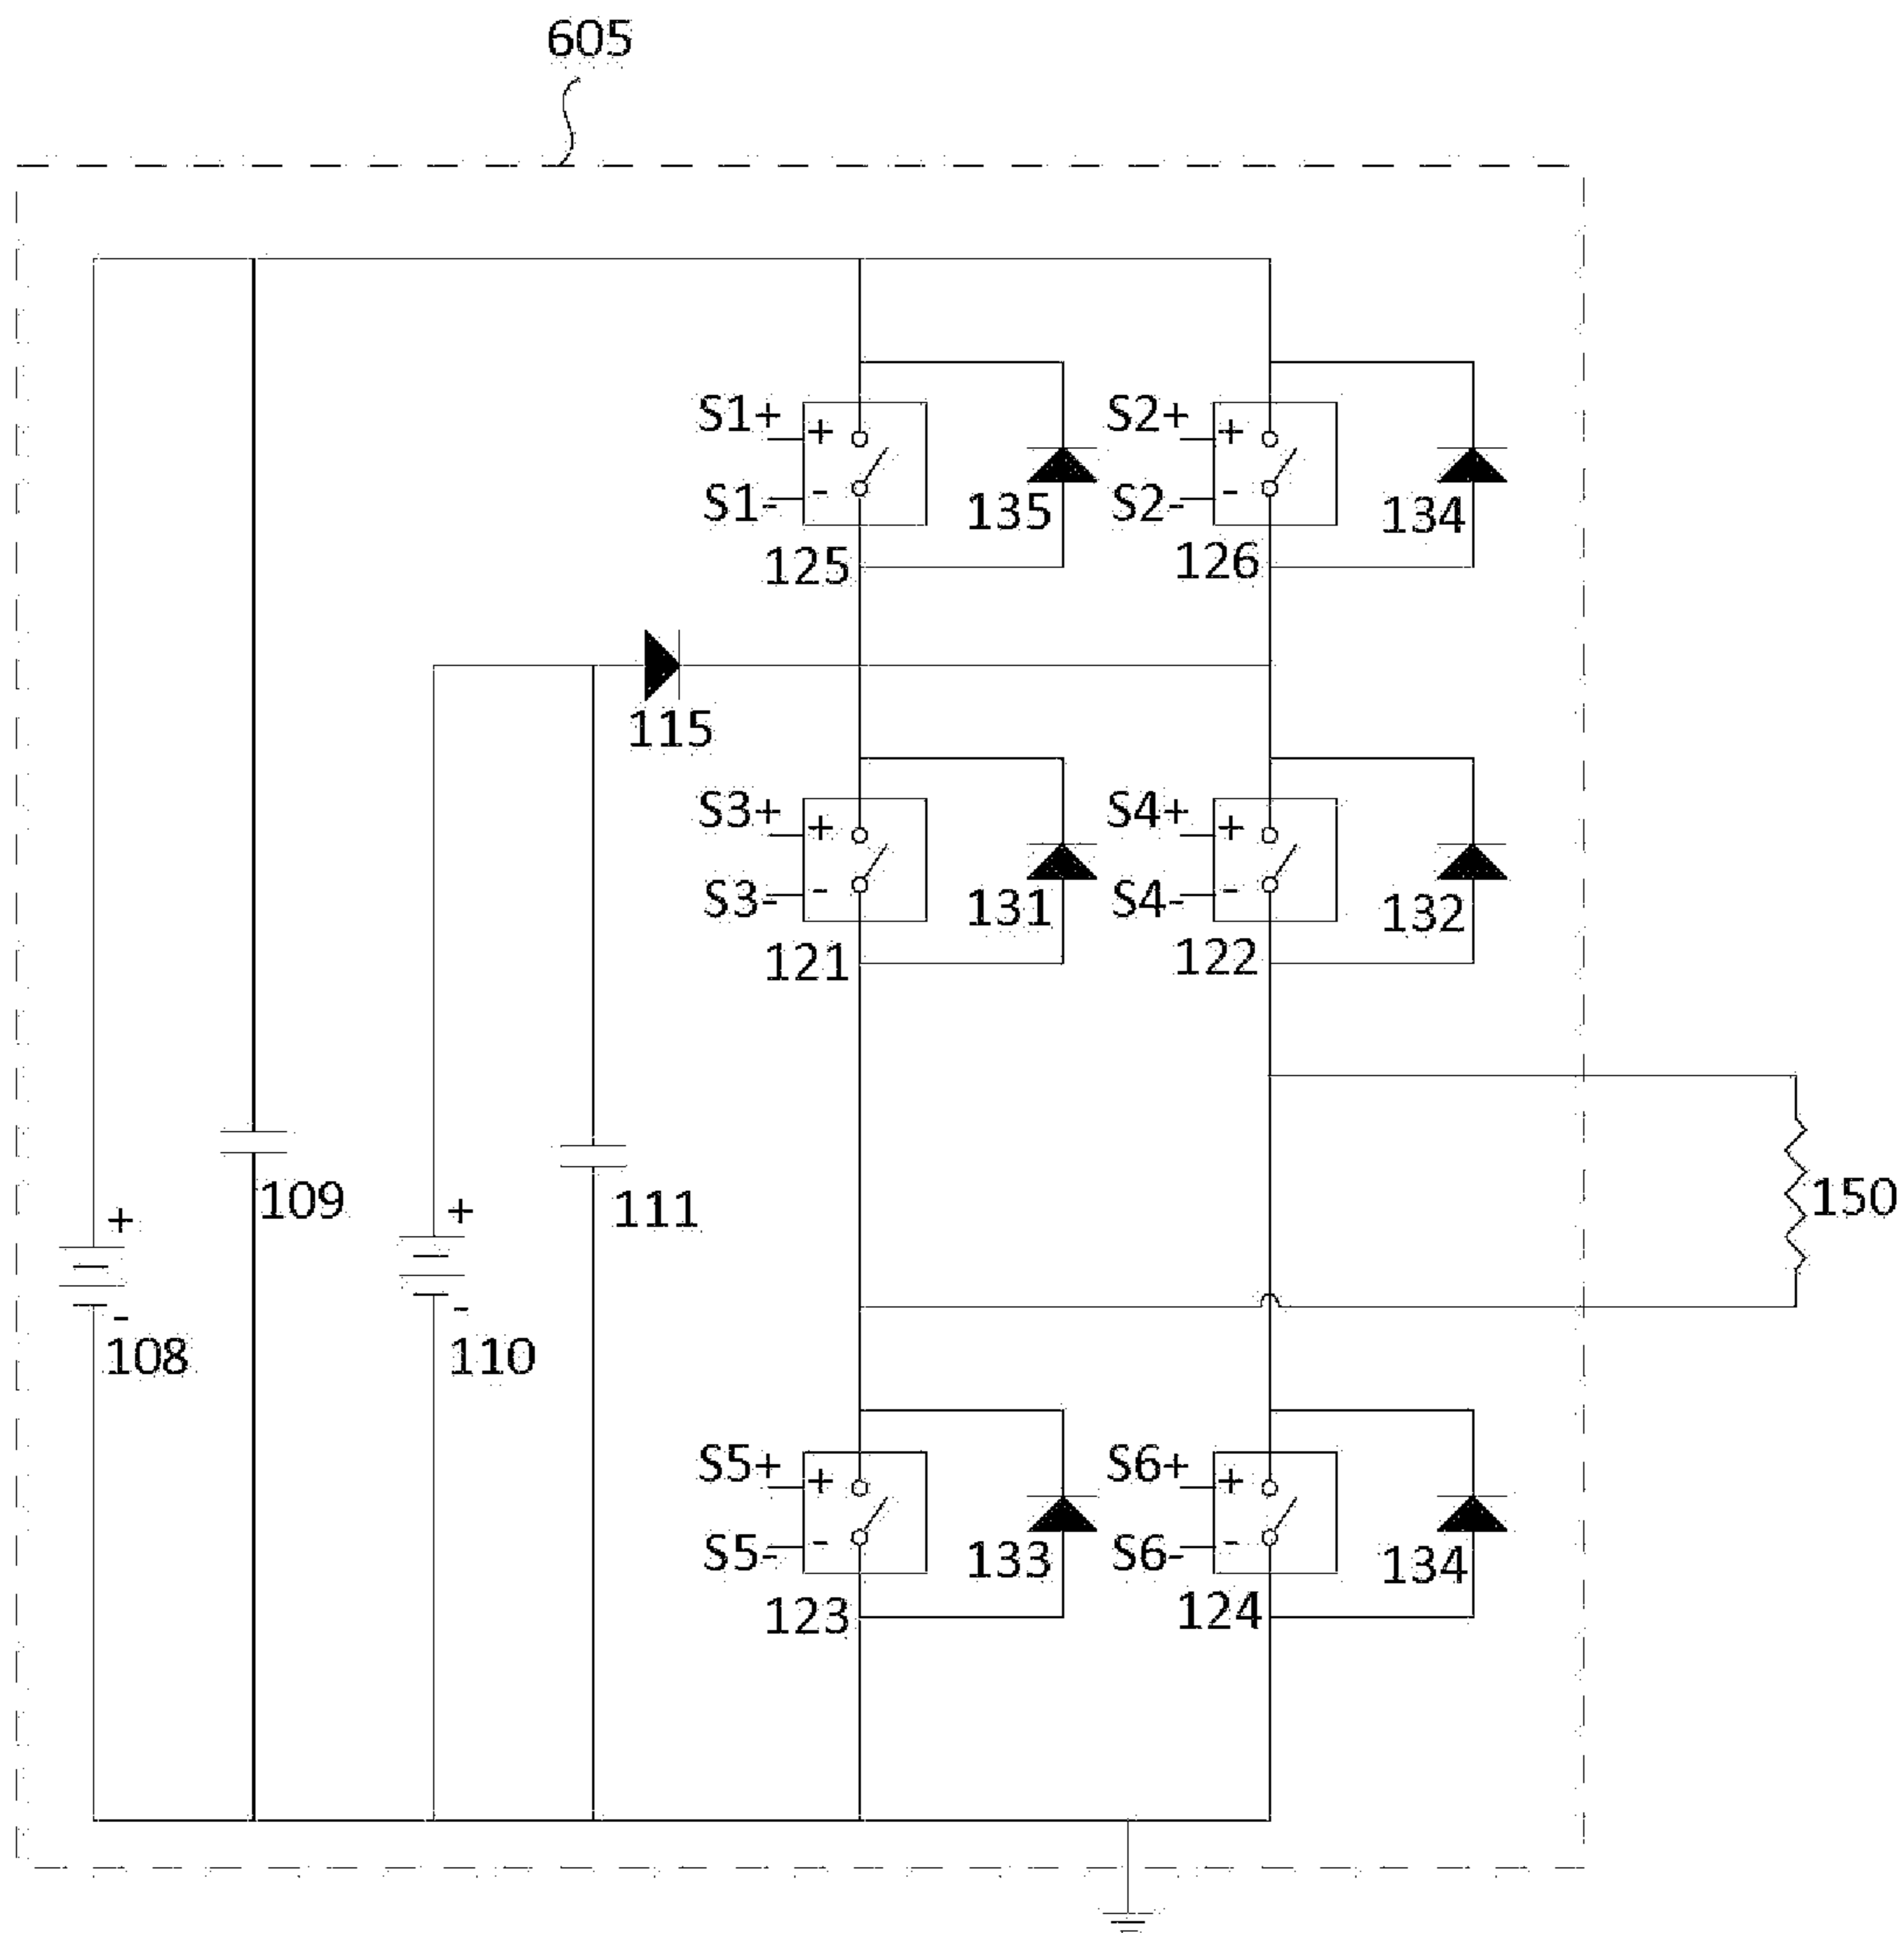 605
S1+
+
S2+
+
S1-
-
135
S2-
-
134
125
126
115
S3+
+
S4+
+
S3-
-
131
S4-
-
132
121
122
150
109
111
+
+
-
108
-
110
S5+
+
S6+
+
S5-
-
133
S6-
-
134
123
124